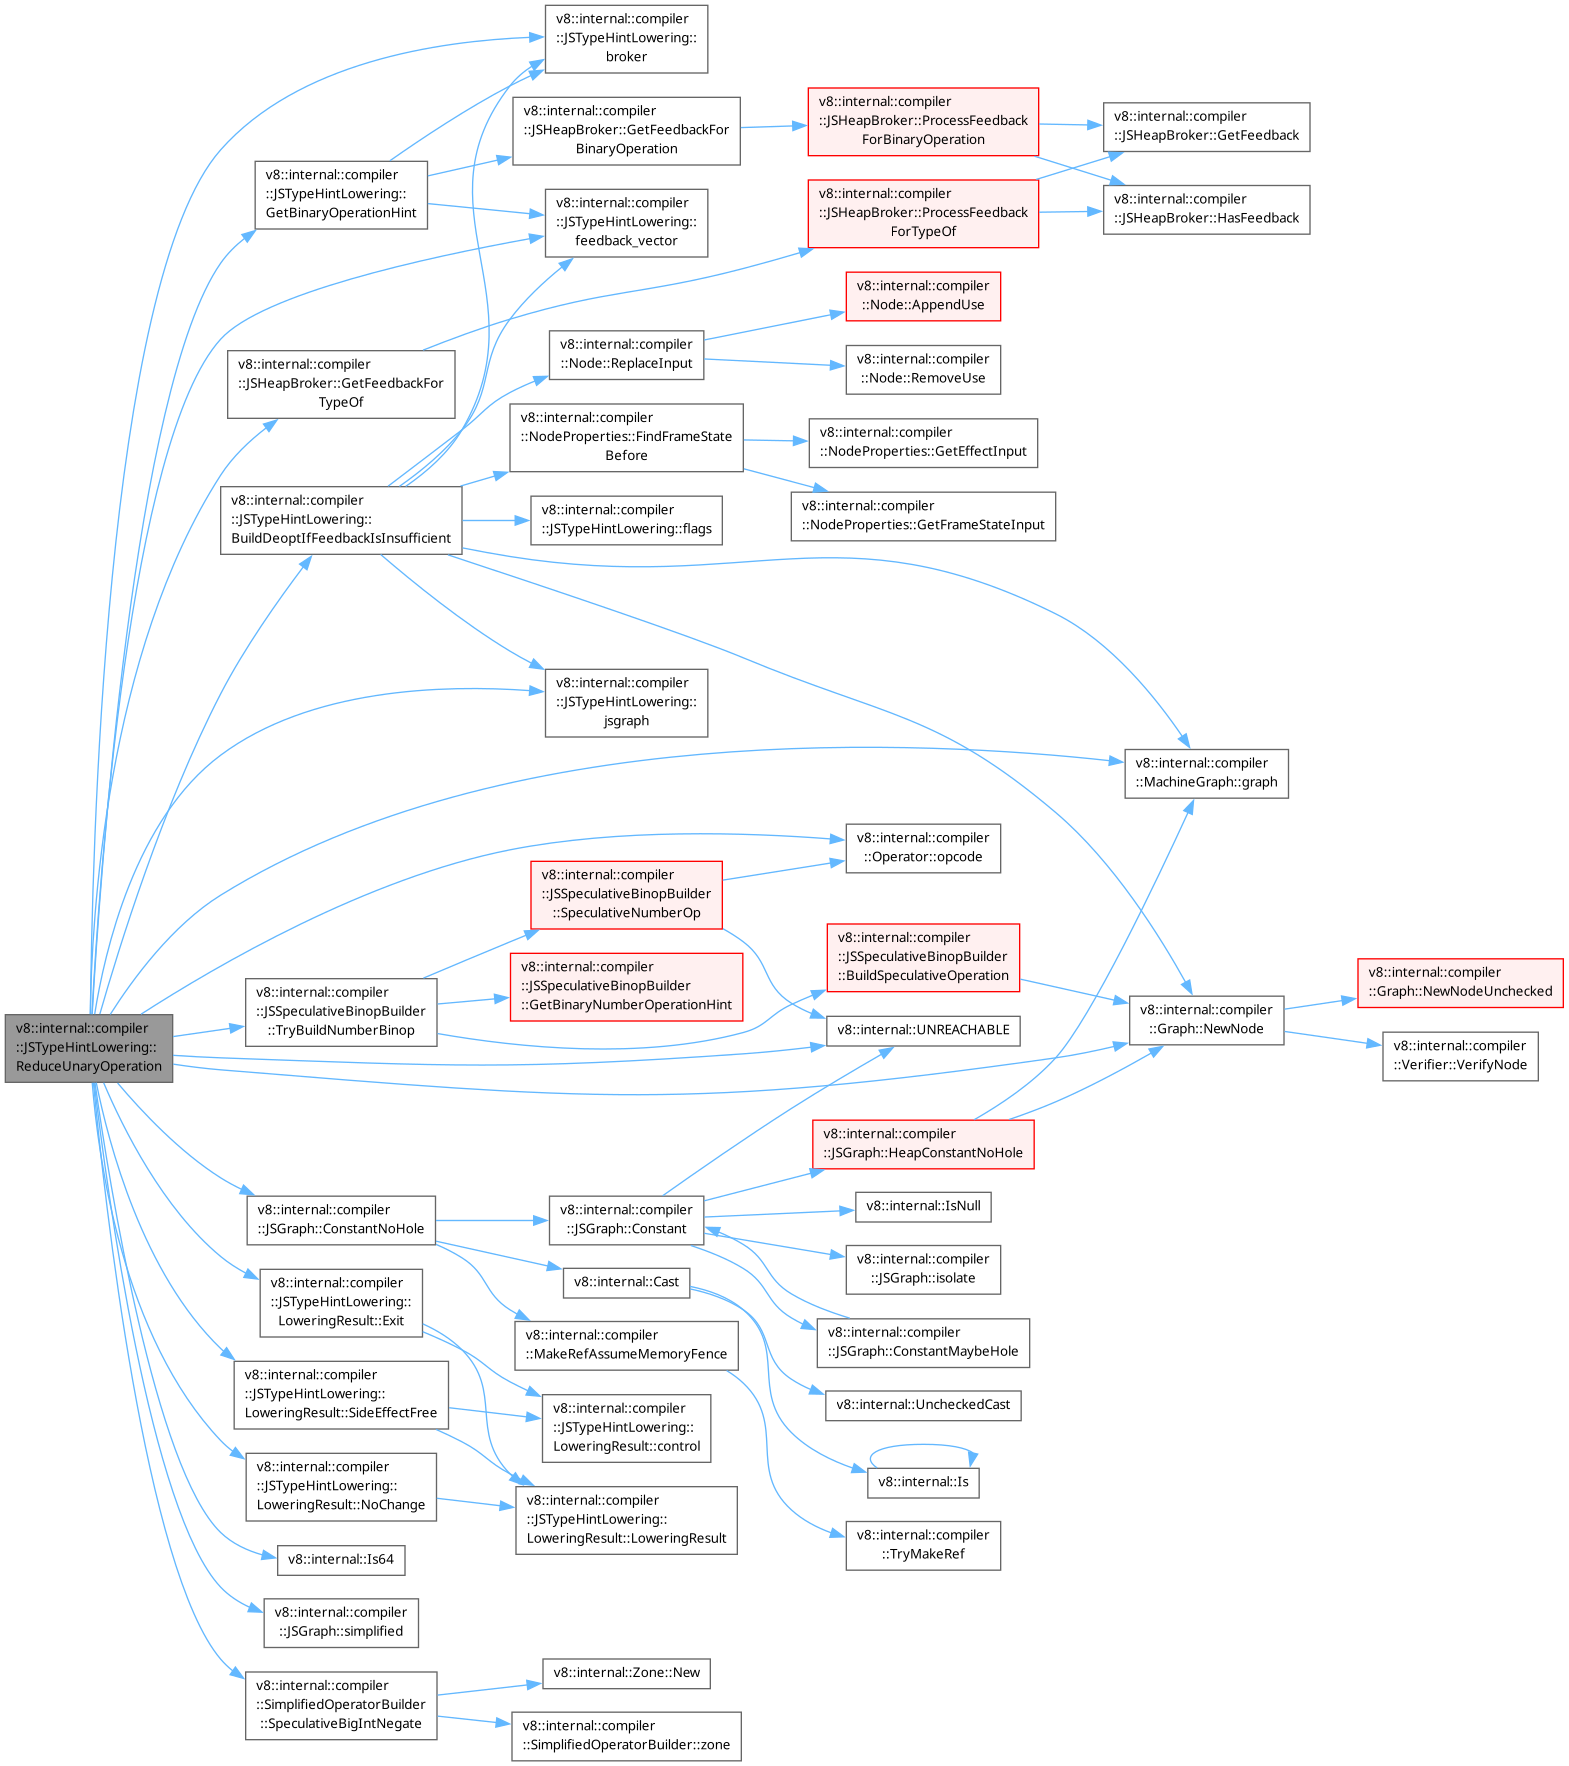 v8::internal::compiler
::JSTypeHintLowering::
ReduceUnaryOperation
v8::internal::compiler
::JSTypeHintLowering::
broker
v8::internal::compiler
::JSTypeHintLowering::
GetBinaryOperationHint
v8::internal::compiler
::JSHeapBroker::GetFeedbackFor
BinaryOperation
v8::internal::compiler
::JSHeapBroker::ProcessFeedback
ForBinaryOperation
v8::internal::compiler
::JSHeapBroker::GetFeedback
v8::internal::compiler
::JSHeapBroker::HasFeedback
v8::internal::compiler
::JSTypeHintLowering::
feedback_vector
v8::internal::compiler
::JSHeapBroker::ProcessFeedback
ForTypeOf
v8::internal::compiler
::JSHeapBroker::GetFeedbackFor
TypeOf
v8::internal::compiler
::Node::ReplaceInput
v8::internal::compiler
::Node::AppendUse
v8::internal::compiler
::Node::RemoveUse
v8::internal::compiler
::JSTypeHintLowering::
BuildDeoptIfFeedbackIsInsufficient
v8::internal::compiler
::NodeProperties::FindFrameState
Before
v8::internal::compiler
::NodeProperties::GetEffectInput
v8::internal::compiler
::NodeProperties::GetFrameStateInput
v8::internal::compiler
::JSTypeHintLowering::flags
v8::internal::compiler
::JSTypeHintLowering::
jsgraph
v8::internal::compiler
::MachineGraph::graph
v8::internal::compiler
::Operator::opcode
v8::internal::compiler
::JSSpeculativeBinopBuilder
::SpeculativeNumberOp
v8::internal::compiler
::JSSpeculativeBinopBuilder
::TryBuildNumberBinop
v8::internal::compiler
::JSSpeculativeBinopBuilder
::GetBinaryNumberOperationHint
v8::internal::compiler
::JSSpeculativeBinopBuilder
::BuildSpeculativeOperation
v8::internal::UNREACHABLE
v8::internal::compiler
::Graph::NewNode
v8::internal::compiler
::Graph::NewNodeUnchecked
v8::internal::compiler
::Verifier::VerifyNode
v8::internal::compiler
::JSGraph::HeapConstantNoHole
v8::internal::compiler
::JSGraph::ConstantNoHole
v8::internal::compiler
::JSGraph::Constant
v8::internal::IsNull
v8::internal::compiler
::JSGraph::isolate
v8::internal::compiler
::JSGraph::ConstantMaybeHole
v8::internal::Cast
v8::internal::compiler
::MakeRefAssumeMemoryFence
v8::internal::UncheckedCast
v8::internal::Is
v8::internal::compiler
::TryMakeRef
v8::internal::compiler
::JSTypeHintLowering::
LoweringResult::Exit
v8::internal::compiler
::JSTypeHintLowering::
LoweringResult::SideEffectFree
v8::internal::compiler
::JSTypeHintLowering::
LoweringResult::control
v8::internal::compiler
::JSTypeHintLowering::
LoweringResult::NoChange
v8::internal::compiler
::JSTypeHintLowering::
LoweringResult::LoweringResult
v8::internal::Is64
v8::internal::compiler
::JSGraph::simplified
v8::internal::compiler
::SimplifiedOperatorBuilder
::SpeculativeBigIntNegate
v8::internal::Zone::New
v8::internal::compiler
::SimplifiedOperatorBuilder::zone